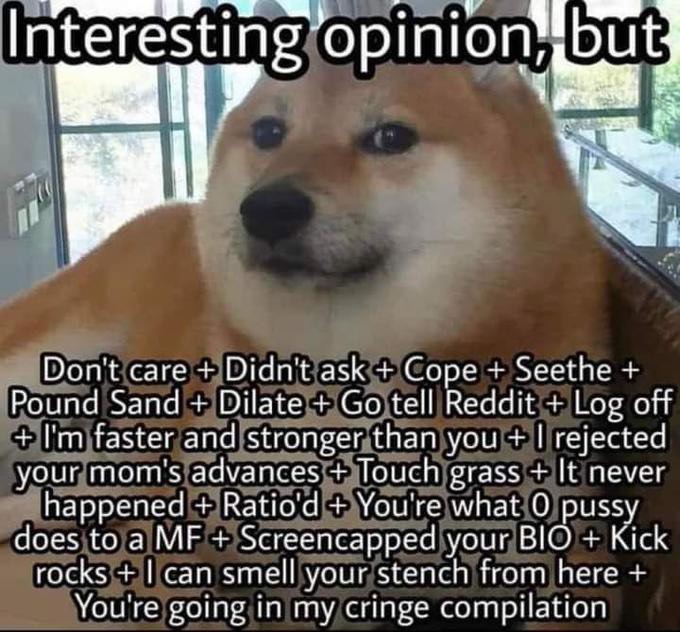 Interesting opinion, but
Don't care + Didn't ask + Cope + Seethe +
Pound Sand + Dilate + Go tell Reddit + Log off
+ I'm faster and stronger than you + I rejected
your mom's advances + Touch grass + It never
happened + Ratio'd + You're what 0 pussy
does to a MF + Screencapped your BIO + Kick
rocks + I can smell your stench from here +
You're going in my cringe compilation